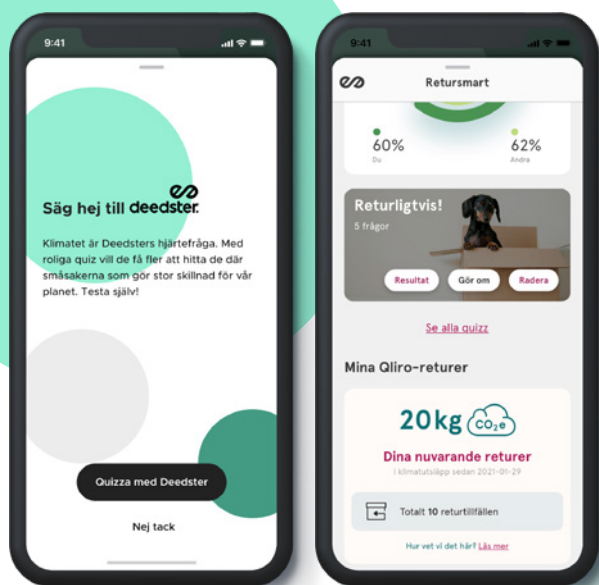 9:41
Säg hej till deedster.
Klimatet är Deedsters hjärtefråga. Med
roliga quiz vill de få fler att hitta de där
småsakerna som gör stor skillnad för vår
planet. Testa själv!
Quizza med Deedster
Nej tack
9:41
Retursmart
60%
Du
62%
Andra
Returligtvis!
5 frågor
Resultat
Gör om
Radera
Se alla quizz
Mina Qliro-returer
20kg CO₂e
Dina nuvarande returer
I klimatutsläpp sedan 2021-01-29
Totalt 10 returtillfällen
Hur vet vi det här? Läs mer